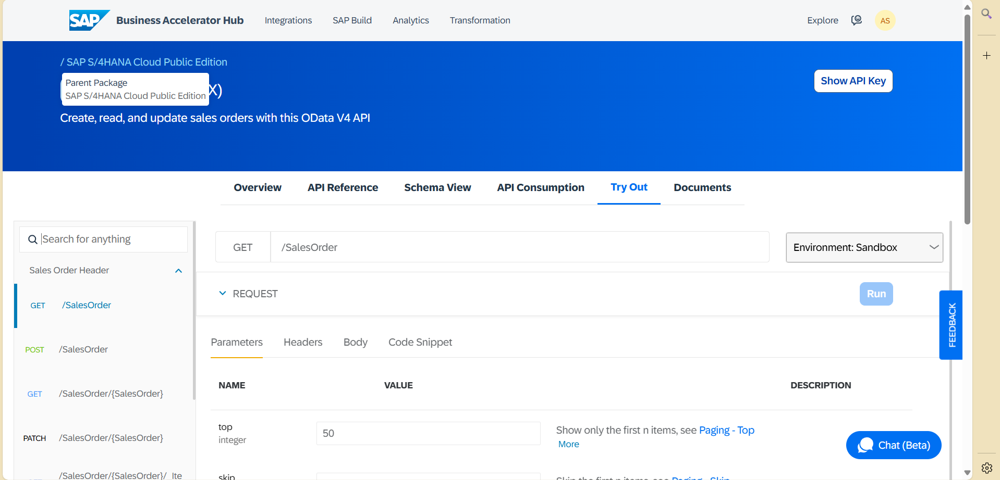 SAP Business Accelerator Hub Integrations SAP Build Analytics Transformation Explore AS
/ SAP S/4HANA Cloud Public Edition
Parent Package
SAP S/4HANA Cloud Public Edition
X)
Show API Key
Create, read, and update sales orders with this OData V4 API
Overview API Reference Schema View API Consumption Try Out Documents
Search for anything
Sales Order Header
GET /SalesOrder
POST /SalesOrder
GET /SalesOrder/{SalesOrder}
PATCH /SalesOrder/{SalesOrder}
/SalesOrder/{SalesOrder}/_Ite
GET /SalesOrder
Environment: Sandbox
REQUEST
Run
FEEDBACK
Parameters Headers Body Code Snippet
NAME VALUE DESCRIPTION
top
integer
50
Show only the first n items, see Paging - Top
More
skip
Skip the first n items, see Paging - Skip
Chat (Beta)